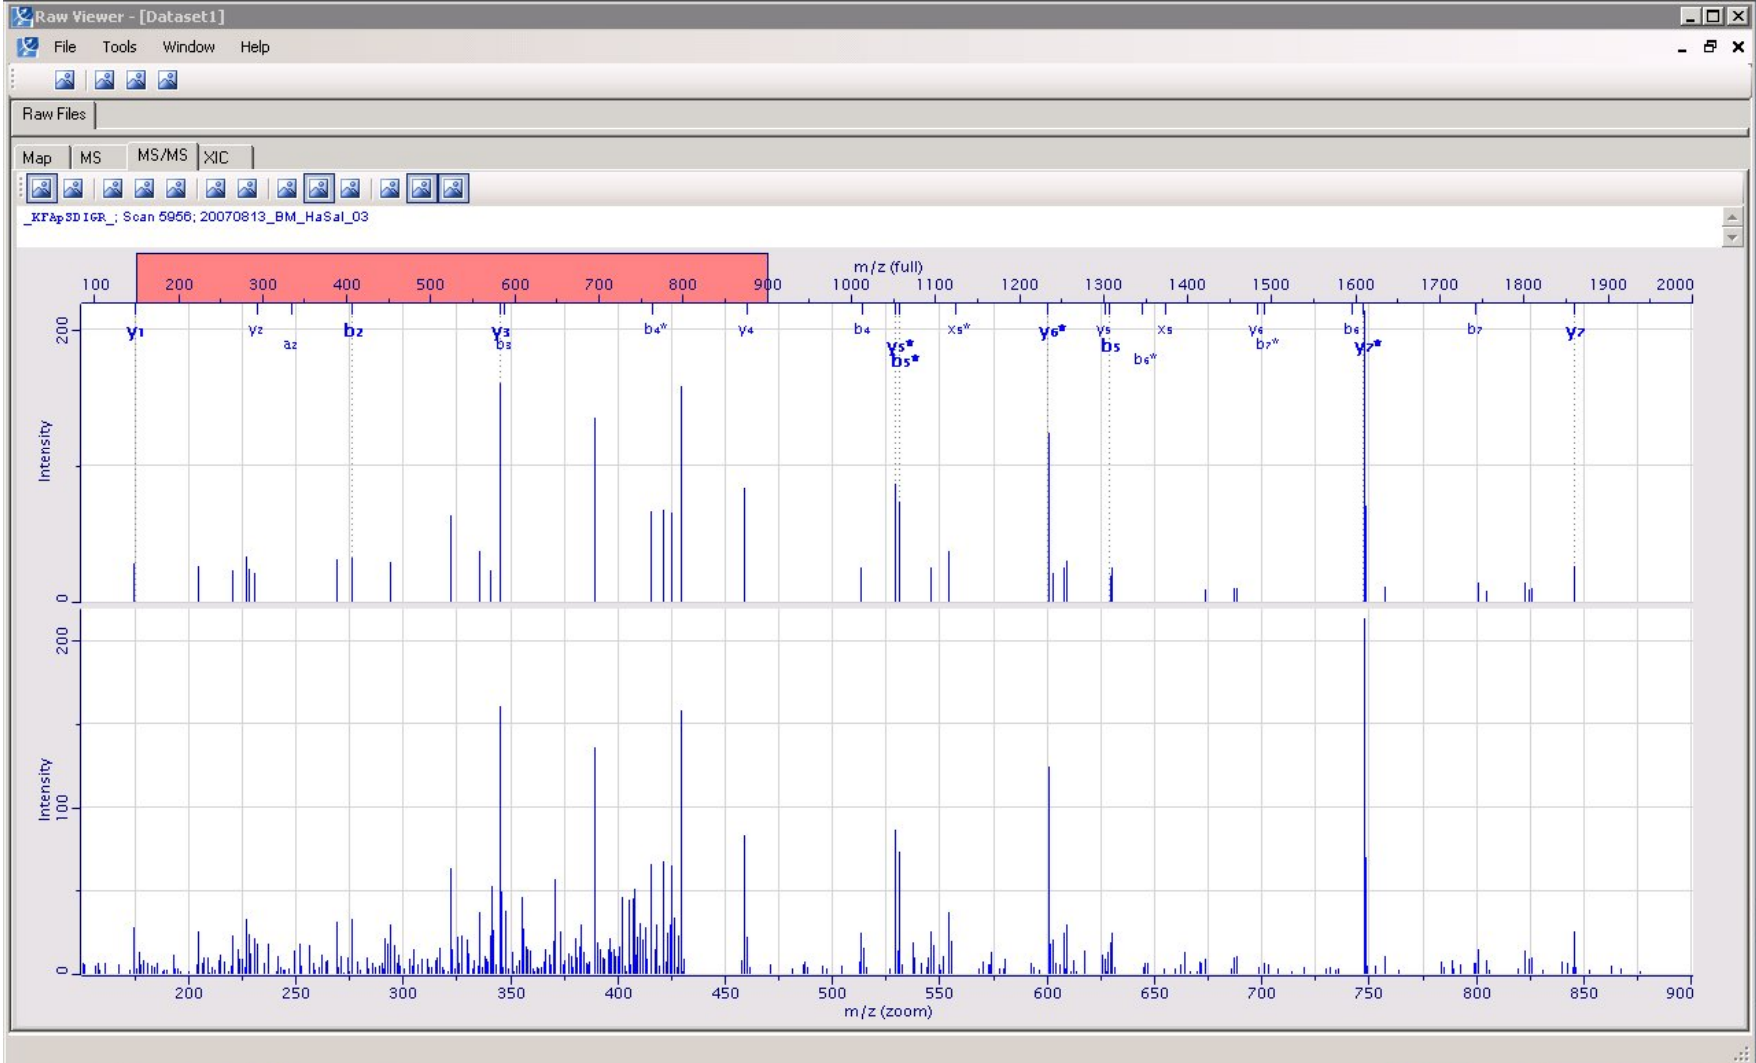 Raw Viewer - [Dataset1]
File Tools Window Help
Raw Files
Map MS MS/MS XIC
_KFApSDIGR_; Scan 5956; 20070813_BM_HaSal_03
m/z (full)
100 200 300 400 500 600 700 800 900 1000 1100 1200 1300 1400 1500 1600 1700 1800 1900 2000
y1 y2 b2 y3 b4* y4 b4 x5* y6* y5 x5 y6 b6 b7 y7
a2 b3 y5* b5 b7* y7*
b5* b6*
200
Intensity
0
200
Intensity
100
0
200 250 300 350 400 450 500 550 600 650 700 750 800 850 900
m/z (zoom)